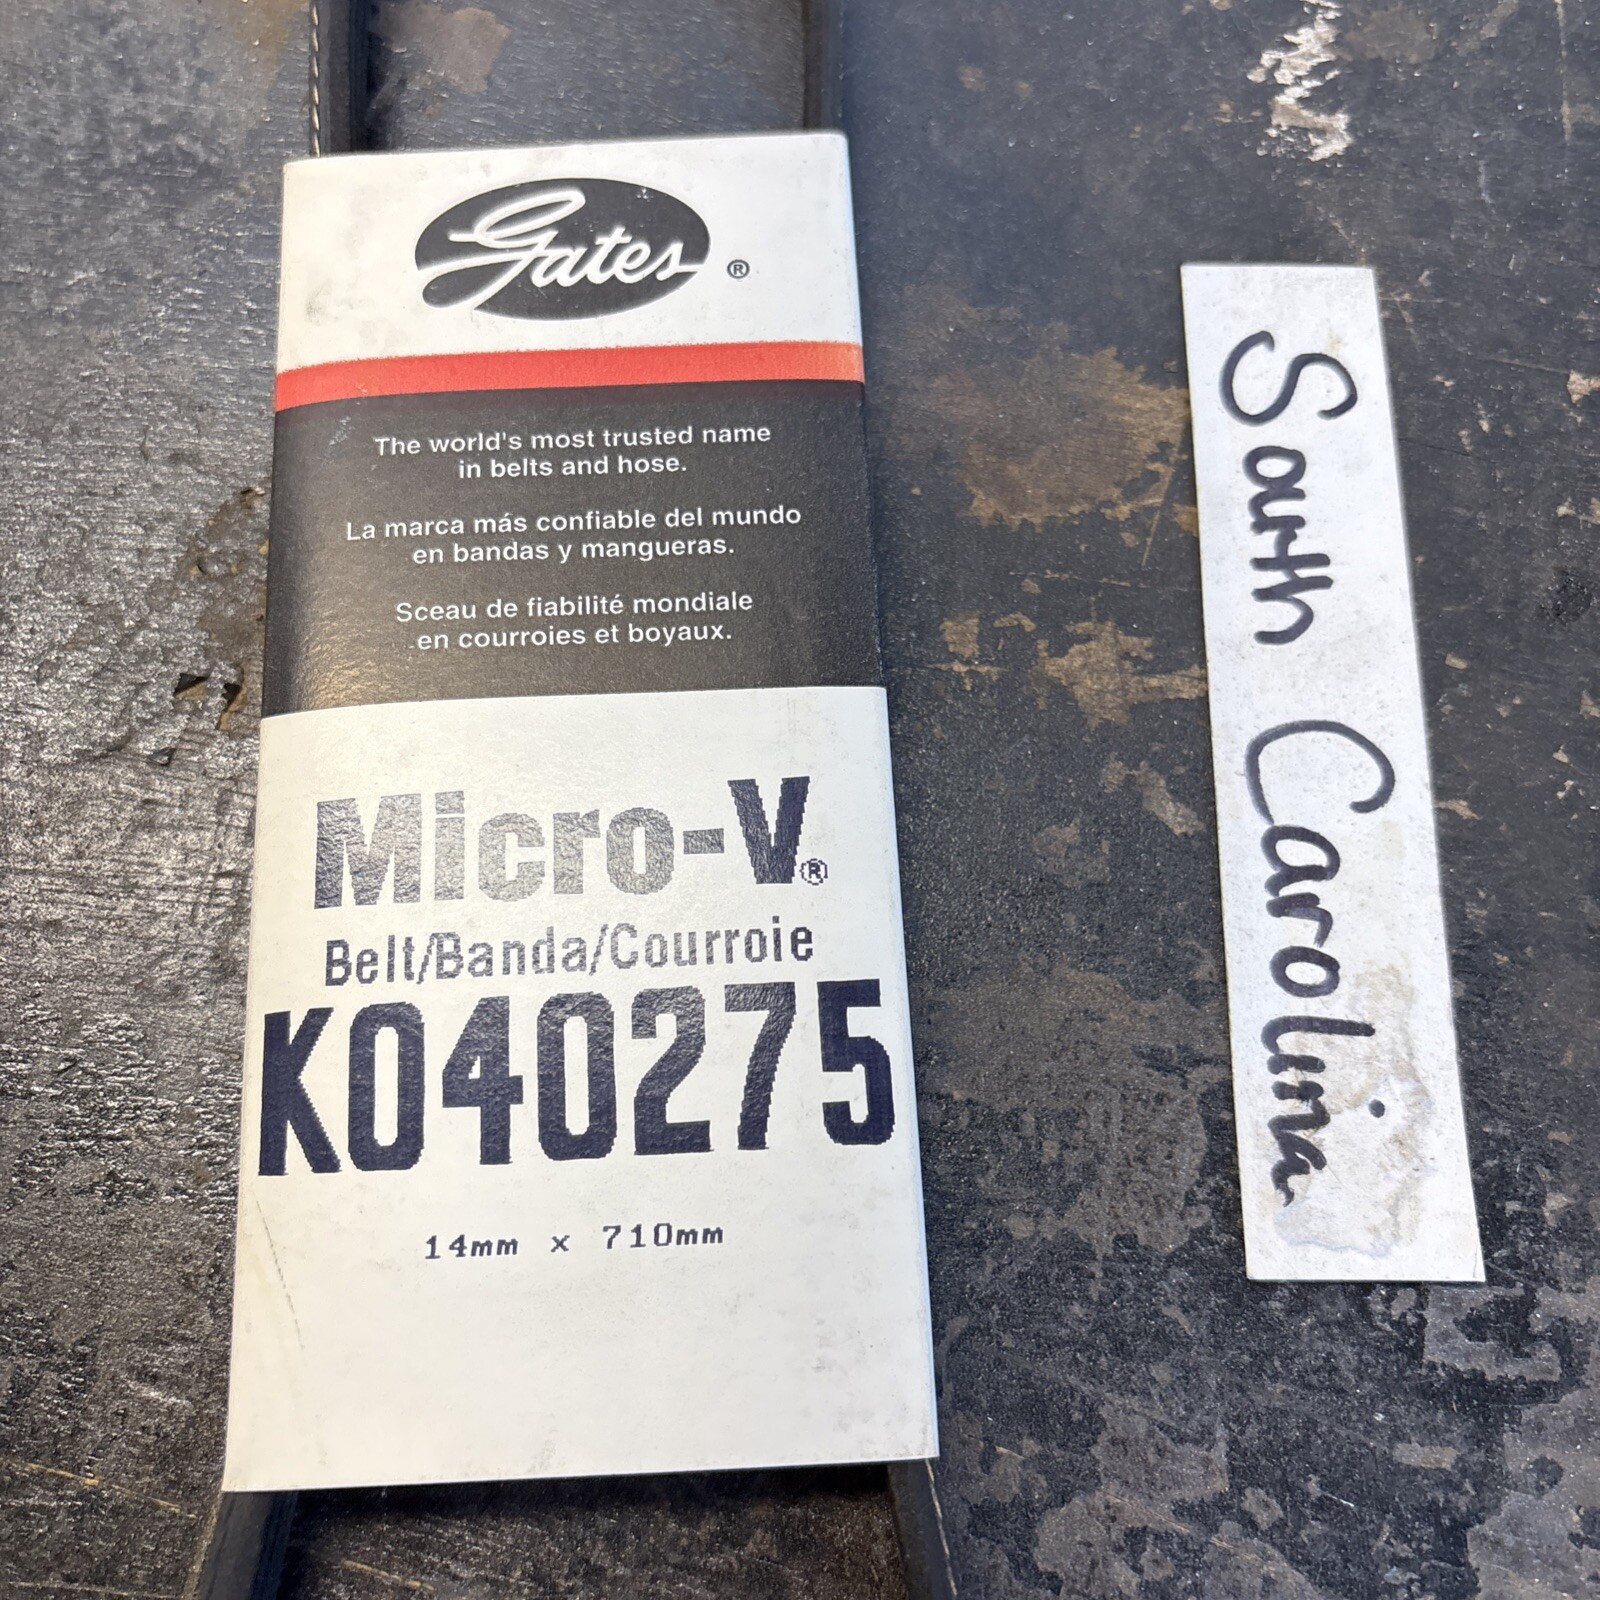 Gates ®
The world's most trusted name
in belts and hose.
La marca más confiable del mundo
en bandas y mangueras.
Sceau de fiabilité mondiale
en courroies et boyaux.
Micro-V®
Belt/Banda/Courroie
K040275
14mm x 710mm
South Carolina